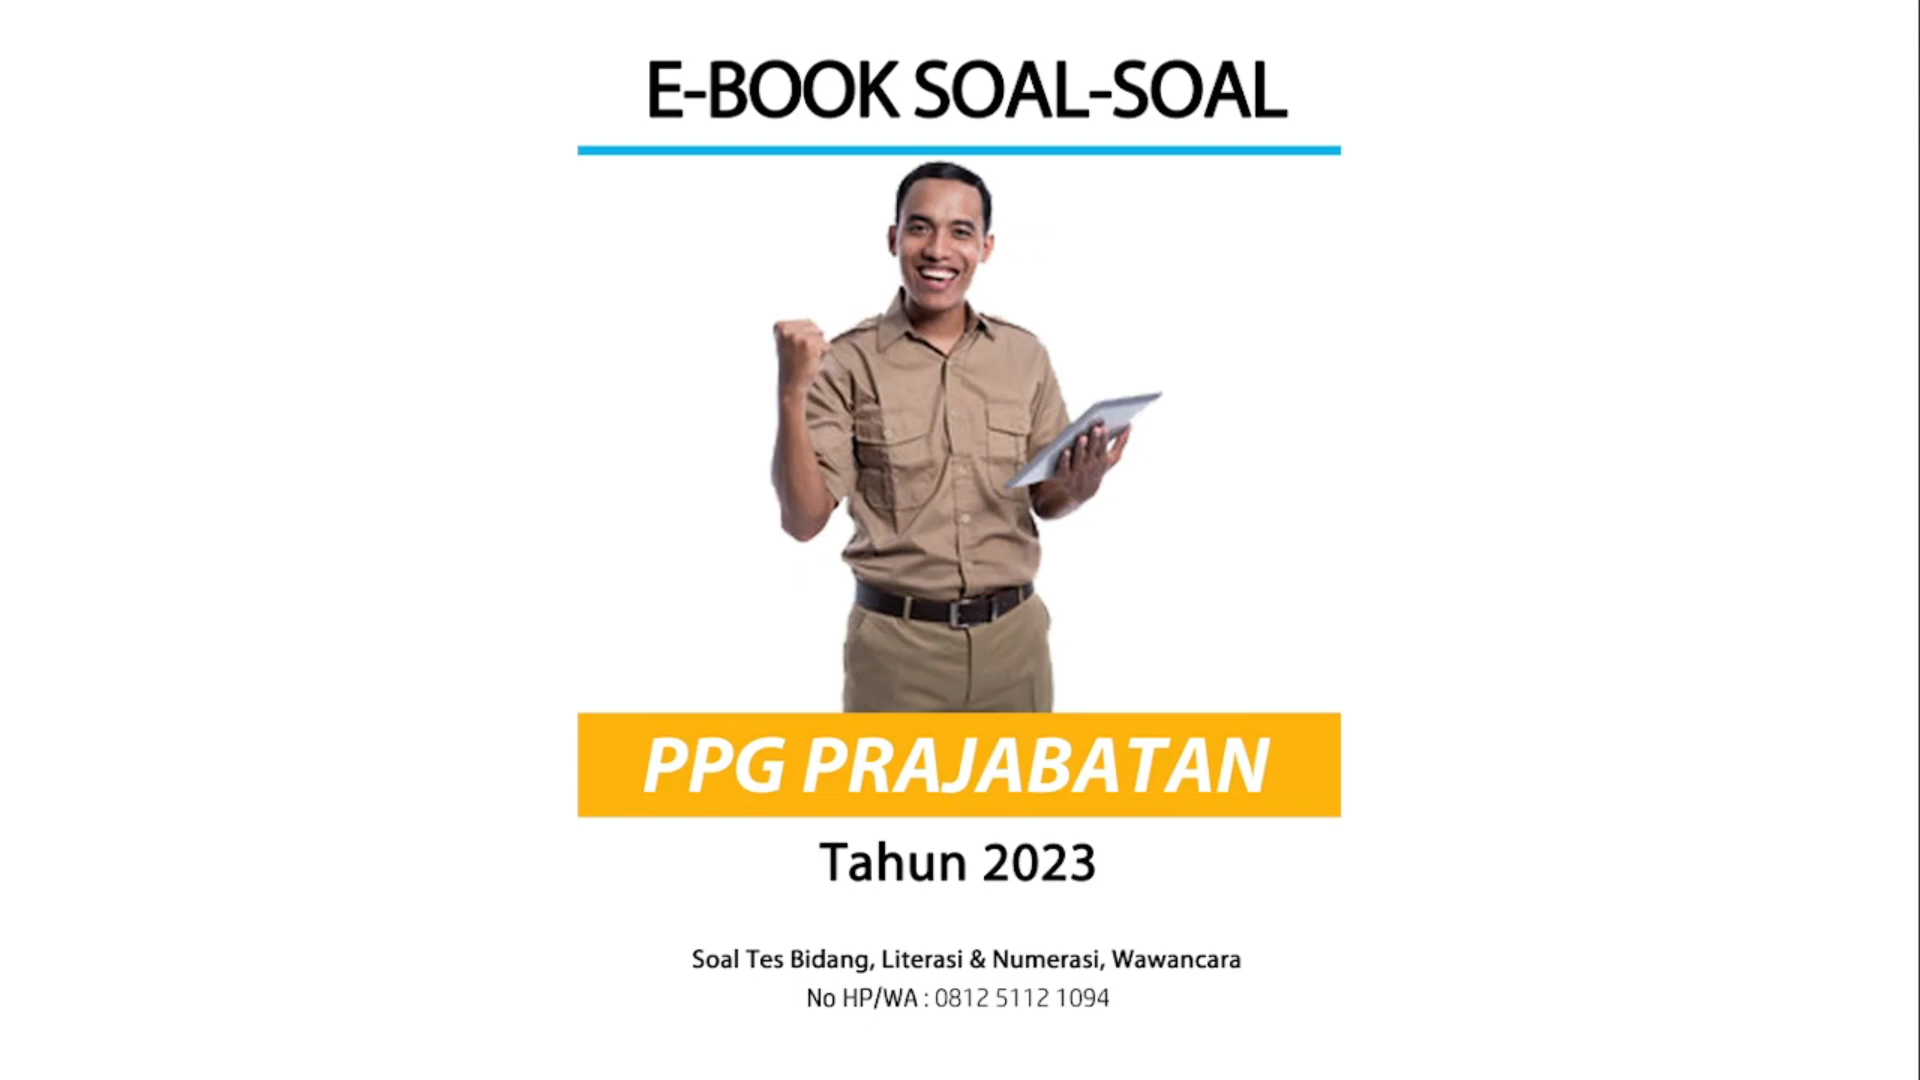 E-BOOK SOAL-SOAL
PPG PRAJABATAN
Tahun 2023
Soal Tes Bidang, Literasi & Numerasi, Wawancara
No HP/WA : 0812 5112 1094